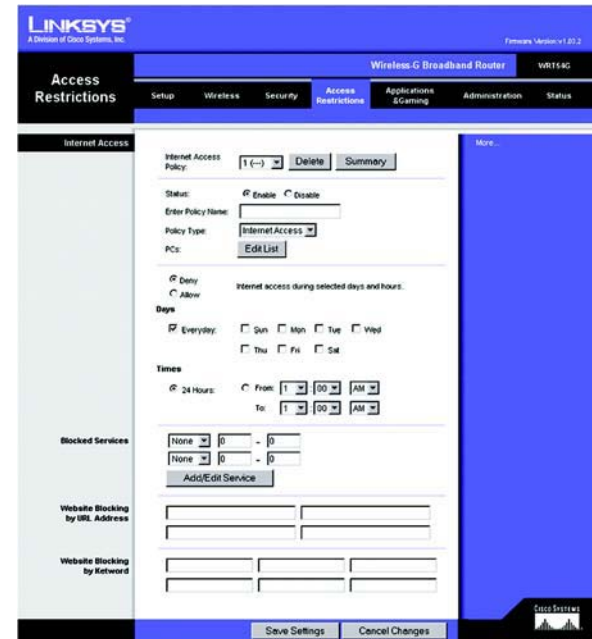 LINKSYS®
A Division of Cisco Systems, Inc.
Firmware Version: v1.03.2
Wireless-G Broadband Router WRT54G
Access Restrictions
Setup Wireless Security Access Restrictions Applications & Gaming Administration Status
Internet Access
More...
Internet Access Policy: 1 (---) Delete Summary
Status: Enable Disable
Enter Policy Name:
Policy Type: Internet Access
PCs: Edit List
Deny
Allow
Internet access during selected days and hours.
Days
Everyday: Sun Mon Tue Wed
Thu Fri Sat
Times
24 Hours: From: 1 : 00 AM
To: 1 : 00 AM
Blocked Services
None 0 - 0
None 0 - 0
Add/Edit Service
Website Blocking by URL Address
Website Blocking by Ketword
Save Settings Cancel Changes
CISCO SYSTEMS